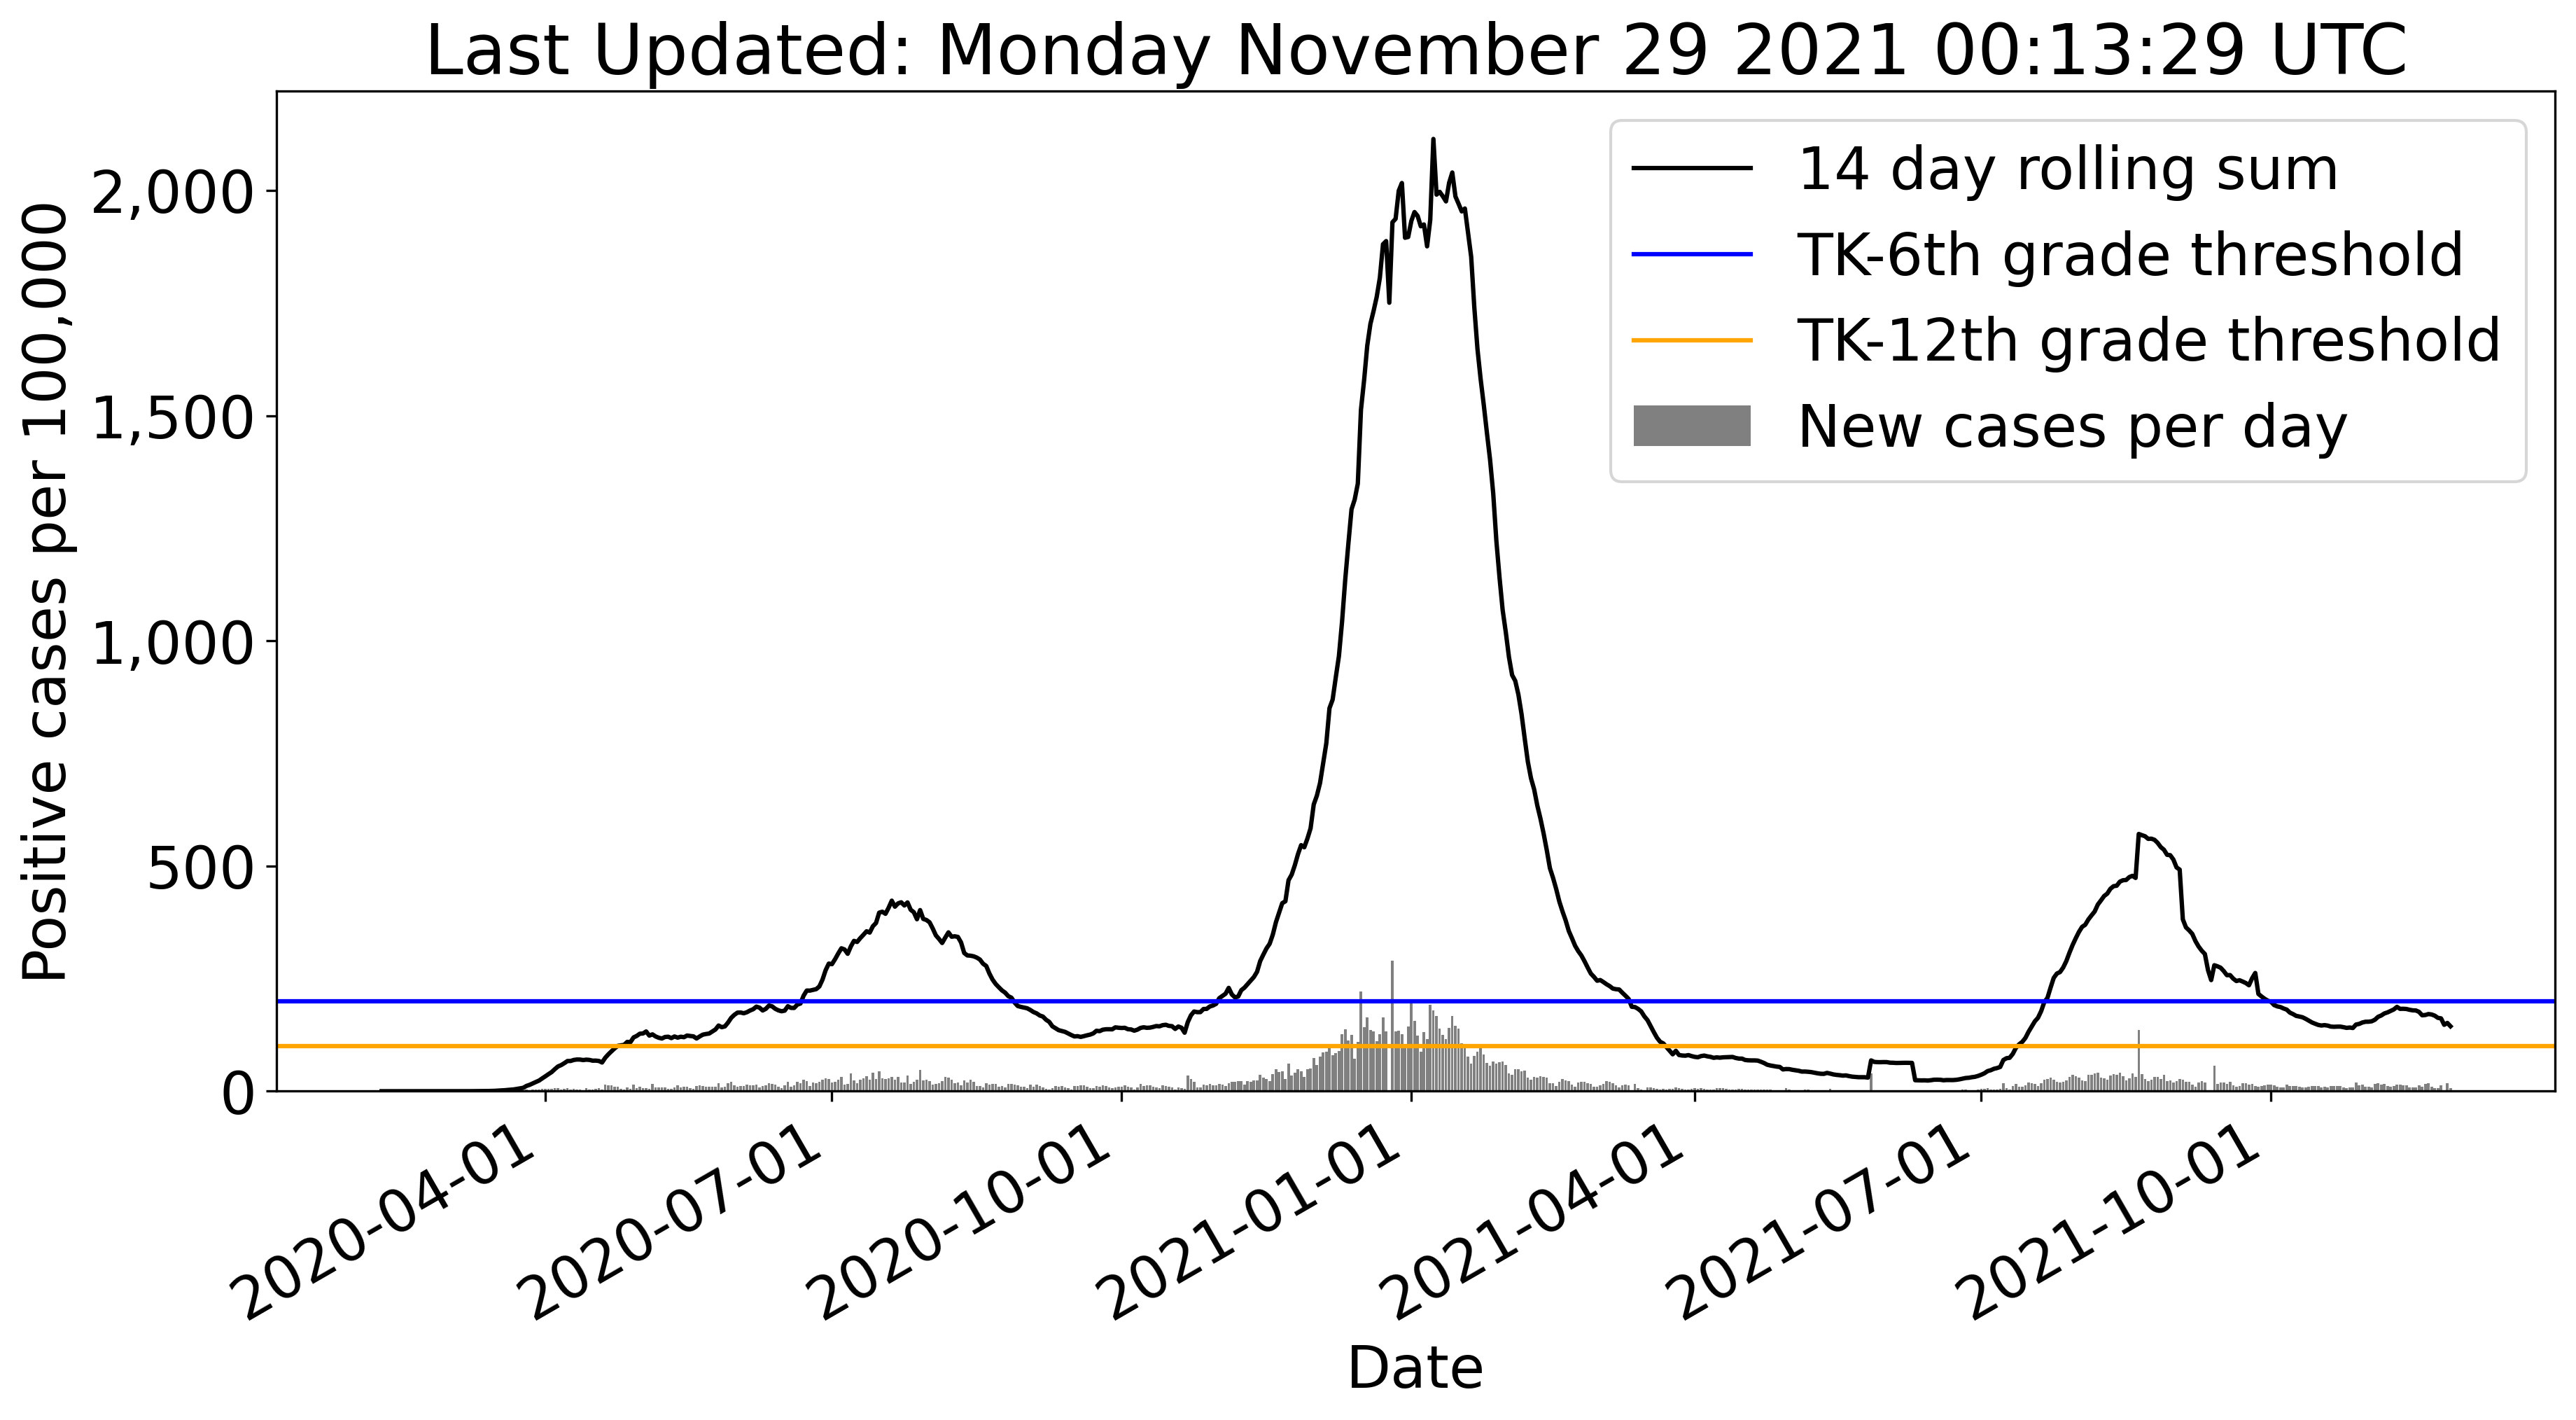 Last Updated: Monday November 29 2021 00:13:29 UTC
Positive cases per 100,000
2,000
1,500
1,000
500
0
14 day rolling sum
TK-6th grade threshold
TK-12th grade threshold
New cases per day
2020-04-01
2020-07-01
2020-10-01
2021-01-01
2021-04-01
2021-07-01
2021-10-01
Date